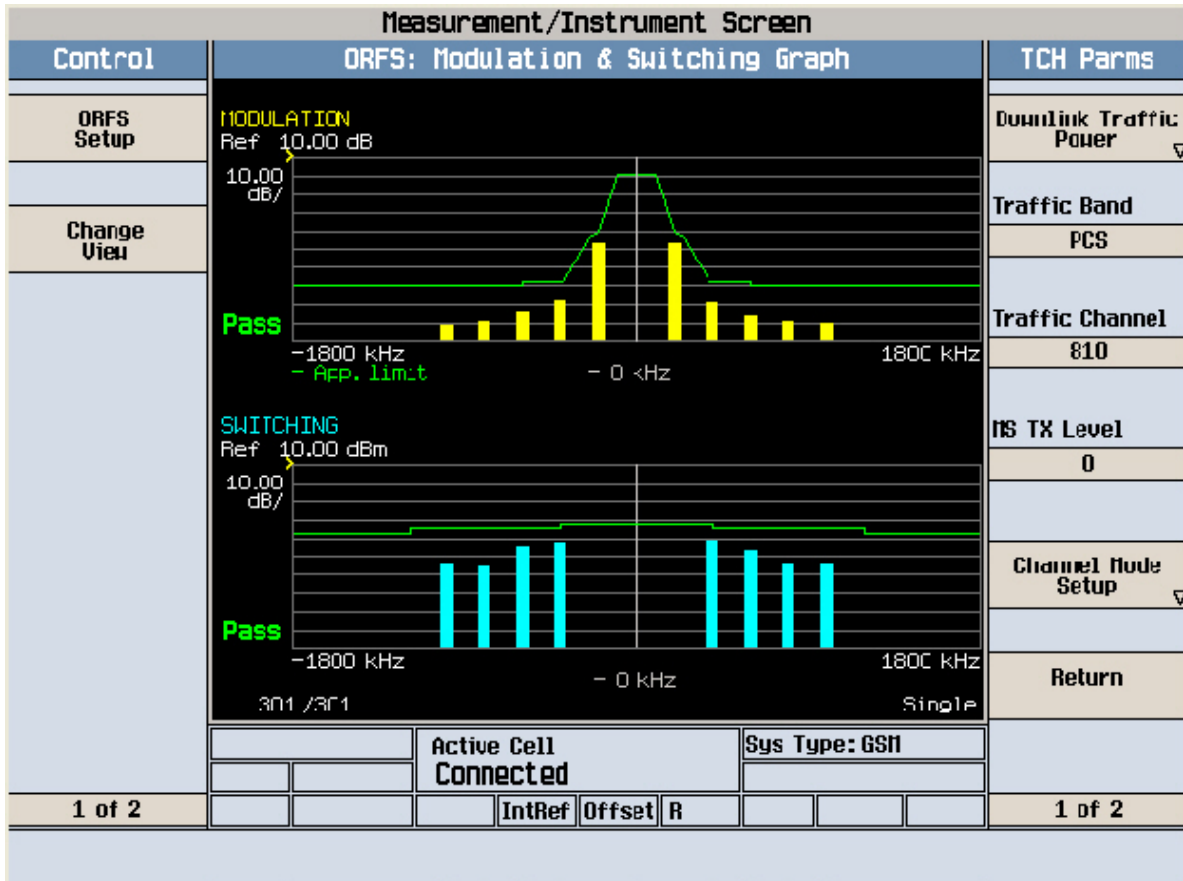 Measurement/Instrument Screen
Control
ORFS: Modulation & Switching Graph
TCH Parms
ORFS
Setup
Change
View
1 of 2
MODULATION
Ref 10.00 dB
10.00
dB/
Pass
-1800 kHz
1800 kHz
- App. limit
- 0 kHz
SWITCHING
Ref 10.00 dBm
10.00
dB/
Pass
-1800 kHz
1800 kHz
- 0 kHz
301/301
Single
Downlink Traffic
Power
Traffic Band
PCS
Traffic Channel
810
MS TX Level
0
Channel Mode
Setup
Return
1 of 2
Active Cell
Connected
Sys Type: GSM
IntRef
Offset
R